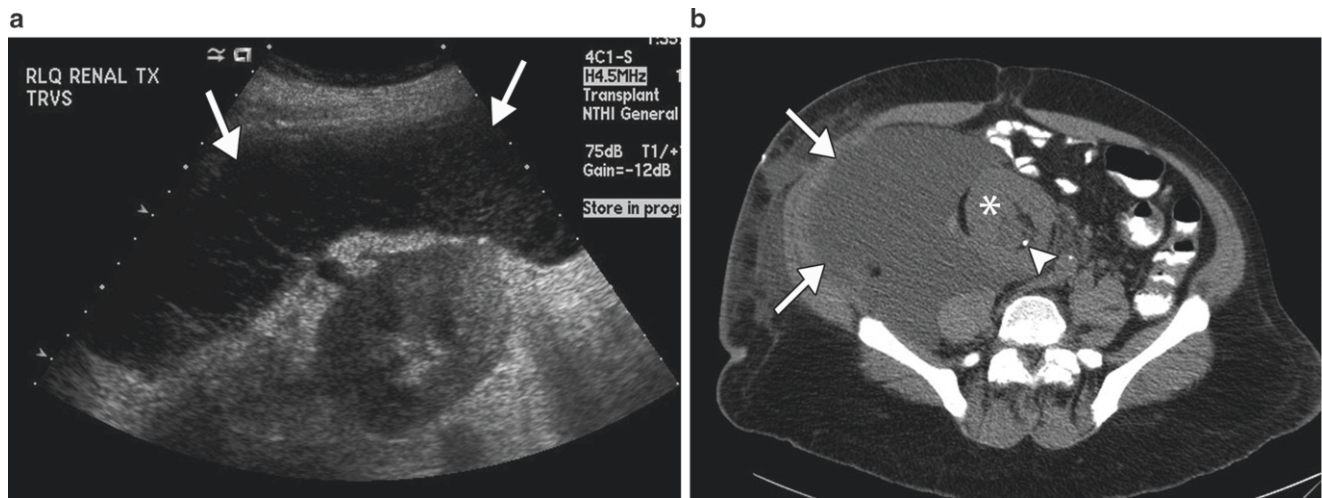 a
b
RLQ RENAL TX
TRVS
4C1-S
H4.5MHz
Transplant
NTHI General
75dB T1/+
Gain=-12dB
Store in prog
*